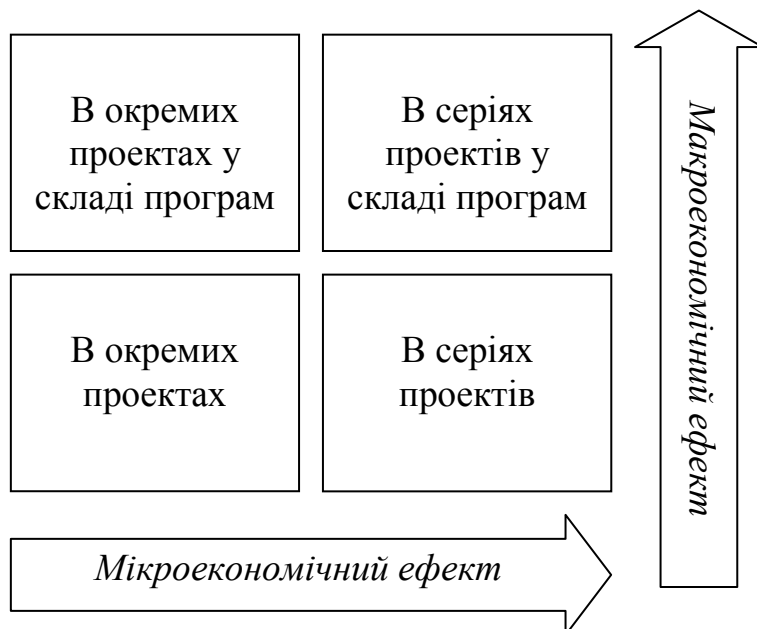 В окремих
проектах у
складі програм
В серіях
проектів у
складі програм
В окремих
проектах
В серіях
проектів
Мікроекономічний ефект
Макроекономічний ефект